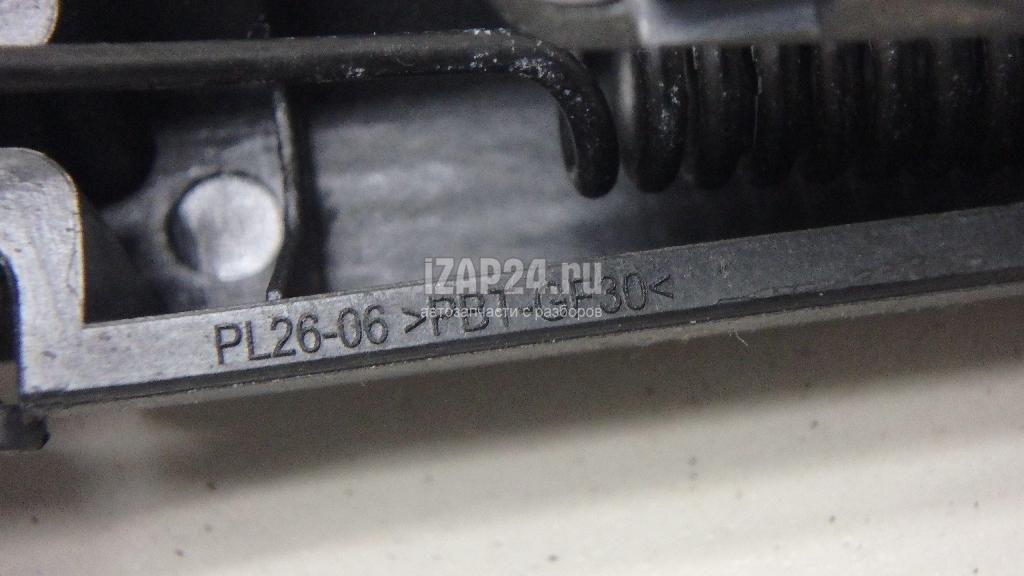 iZAP24.ru
автозапчасти с разборов
PL26-06 >PBT GF30<